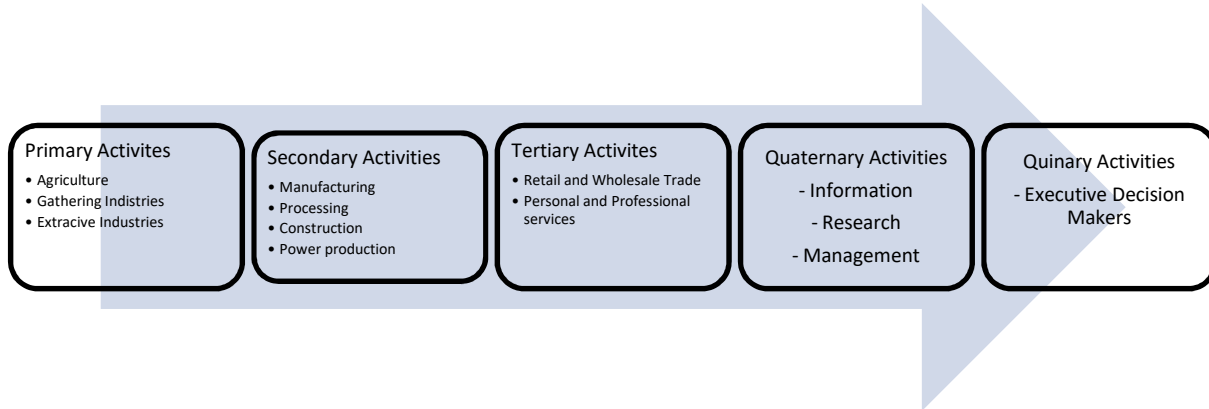 Primary Activites
• Agriculture
• Gathering Indistries
• Extracive Industries
Secondary Activities
• Manufacturing
• Processing
• Construction
• Power production
Tertiary Activites
• Retail and Wholesale Trade
• Personal and Professional
services
Quaternary Activities
- Information
- Research
- Management
Quinary Activities
- Executive Decision
Makers